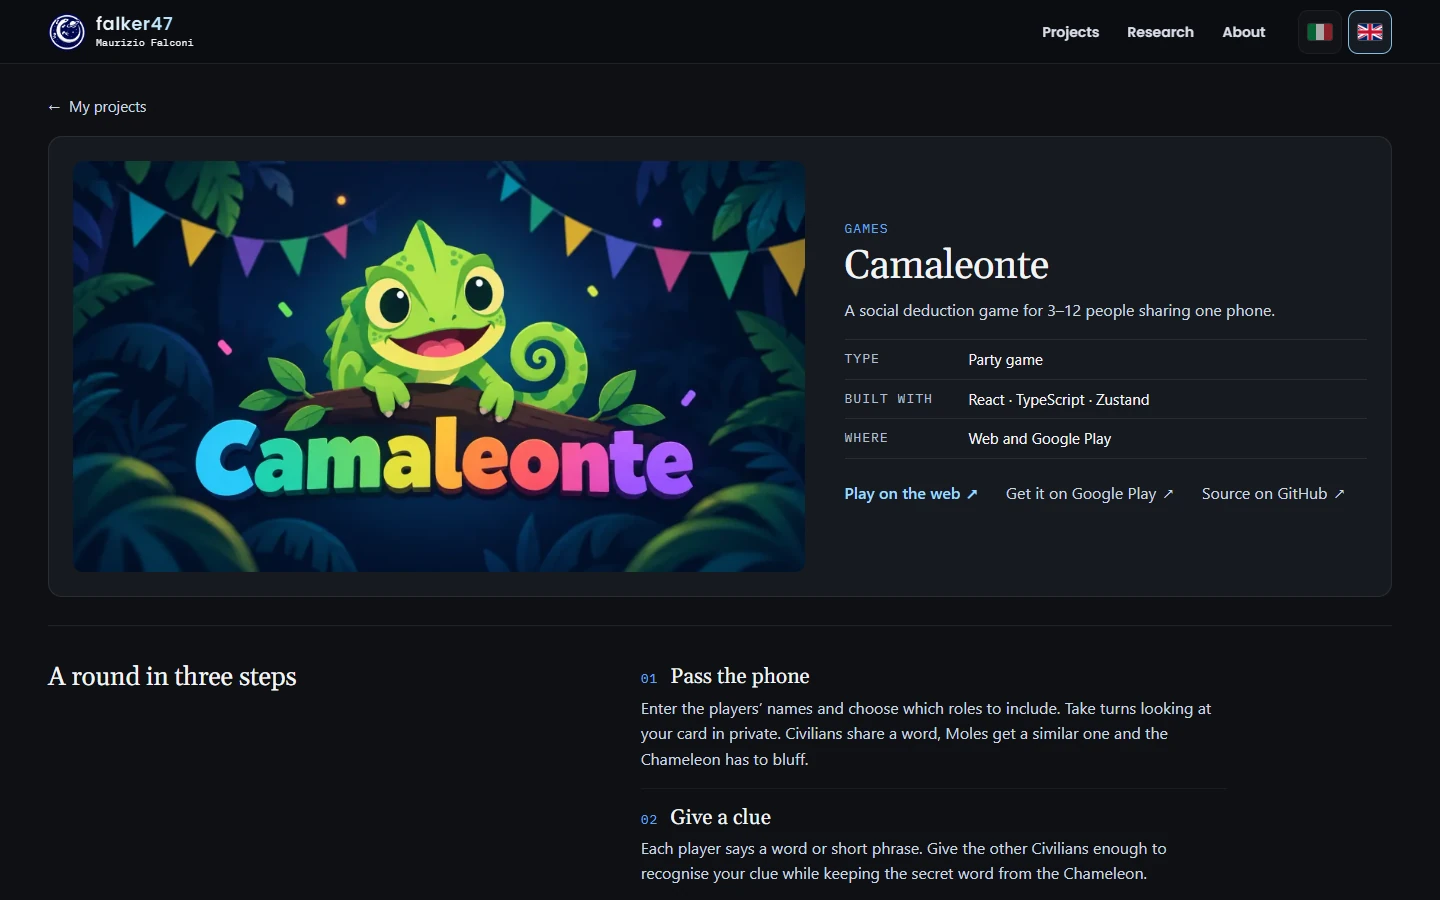 falker47
Maurizio Falconi
Projects
Research
About
← My projects
Camaleonte
GAMES
Camaleonte
A social deduction game for 3–12 people sharing one phone.
TYPE
Party game
BUILT WITH
React · TypeScript · Zustand
WHERE
Web and Google Play
Play on the web ↗
Get it on Google Play ↗
Source on GitHub ↗
A round in three steps
01 Pass the phone
Enter the players’ names and choose which roles to include. Take turns looking at
your card in private. Civilians share a word, Moles get a similar one and the
Chameleon has to bluff.
02 Give a clue
Each player says a word or short phrase. Give the other Civilians enough to
recognise your clue while keeping the secret word from the Chameleon.